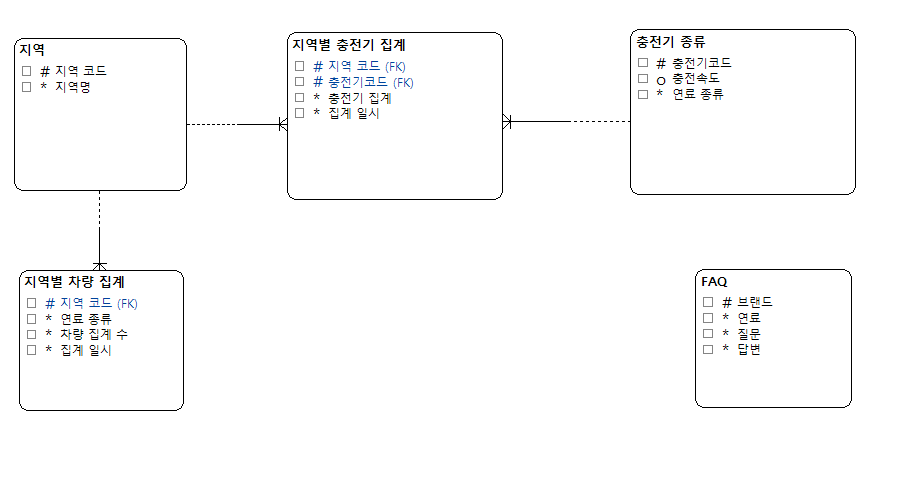 지역
# 지역 코드
* 지역명
지역별 충전기 집계
# 지역 코드 (FK)
# 충전기코드 (FK)
* 충전기 집계
* 집계 일시
충전기 종류
# 충전기코드
o 충전속도
* 연료 종류
지역별 차량 집계
# 지역 코드 (FK)
* 연료 종류
* 차량 집계 수
* 집계 일시
FAQ
# 브랜드
* 연료
* 질문
* 답변